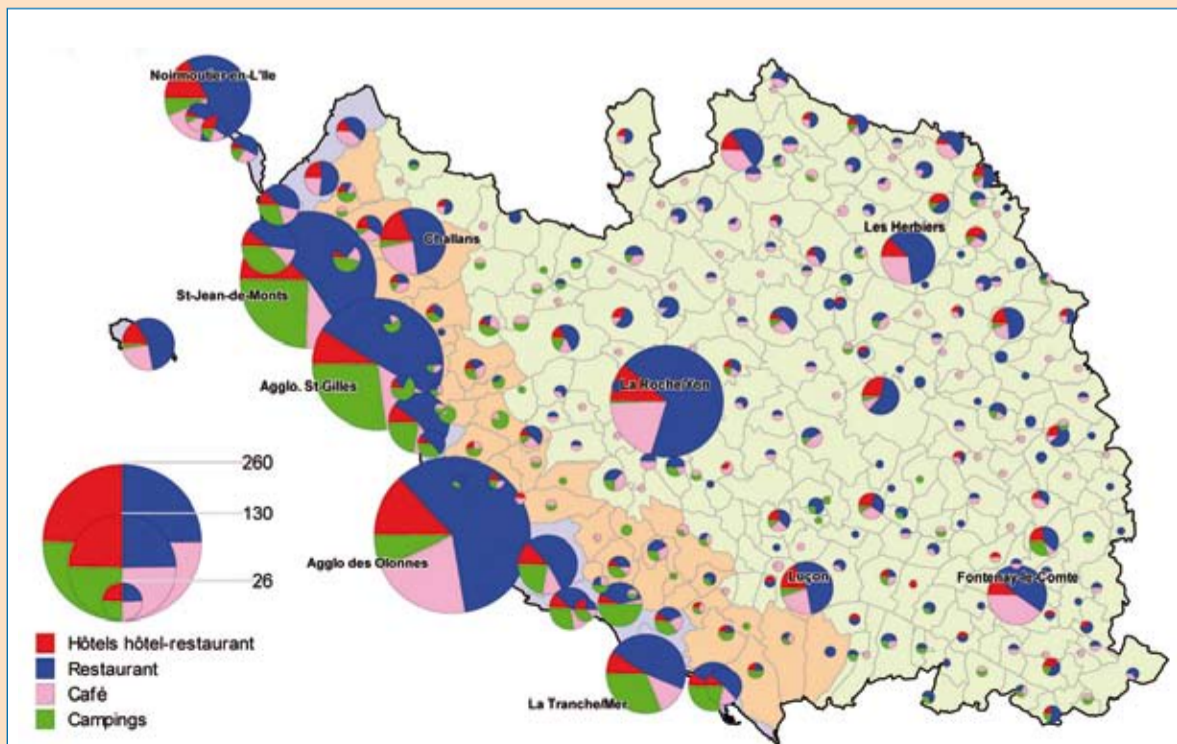 Noirmoutier-en-L'Ile
Challans
Les Herbiers
St-Jean-de-Monts
Agglo. St-Gilles
La Roche/Yon
260
130
26
Agglo des Olonnes
Luçon
Fontenay-le-Comte
La Tranche/Mer
Hôtels hôtel-restaurant
Restaurant
Café
Campings